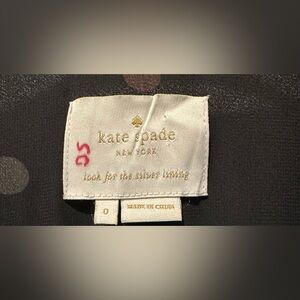 kate spade
NEW YORK
look for the silver lining
0
MADE IN CHINA